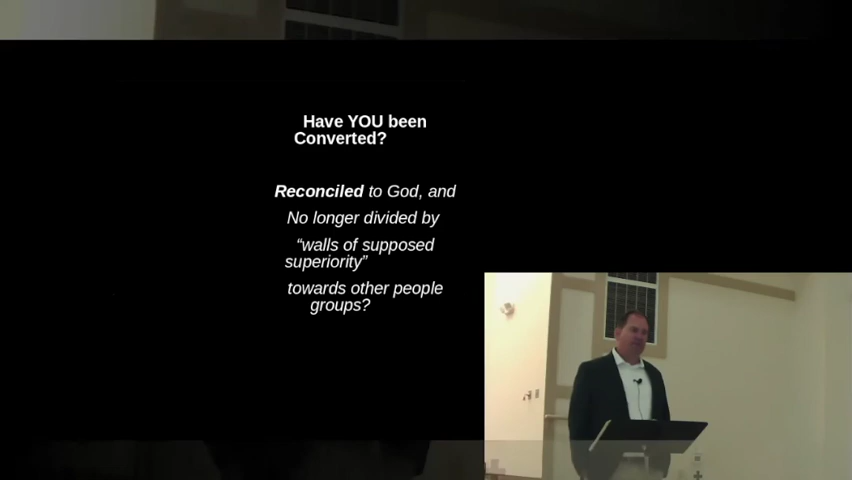 Have YOU been
Converted?
Reconciled to God, and
No longer divided by
“walls of supposed
superiority”
towards other people
groups?